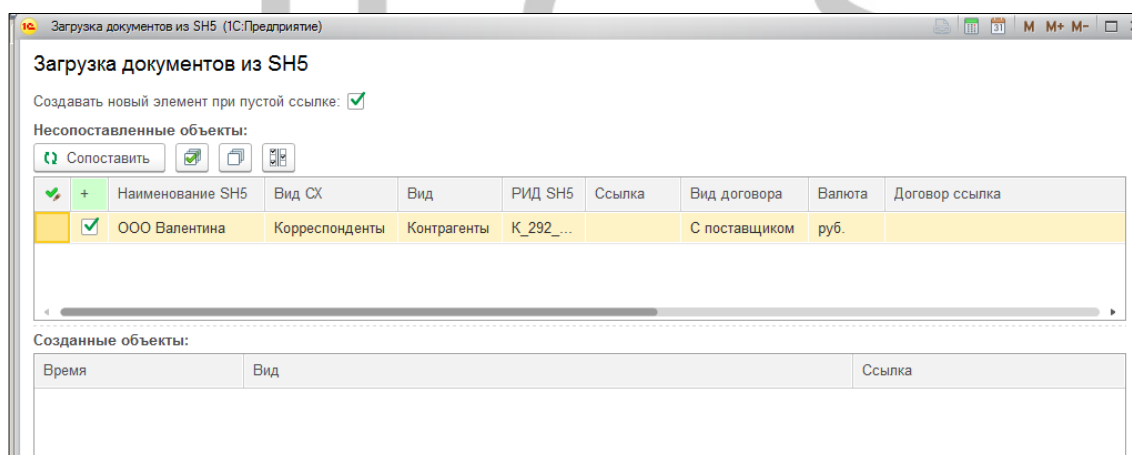 1С Загрузка документов из SH5 (1С:Предприятие) 31 M M+ M-
Загрузка документов из SH5
Создавать новый элемент при пустой ссылке:
Несопоставленные объекты:
Сопоставить
+ Наименование SH5 Вид СХ Вид РИД SH5 Ссылка Вид договора Валюта Договор ссылка
ООО Валентина Корреспонденты Контрагенты К_292_... С поставщиком руб.
Созданные объекты:
Время Вид Ссылка